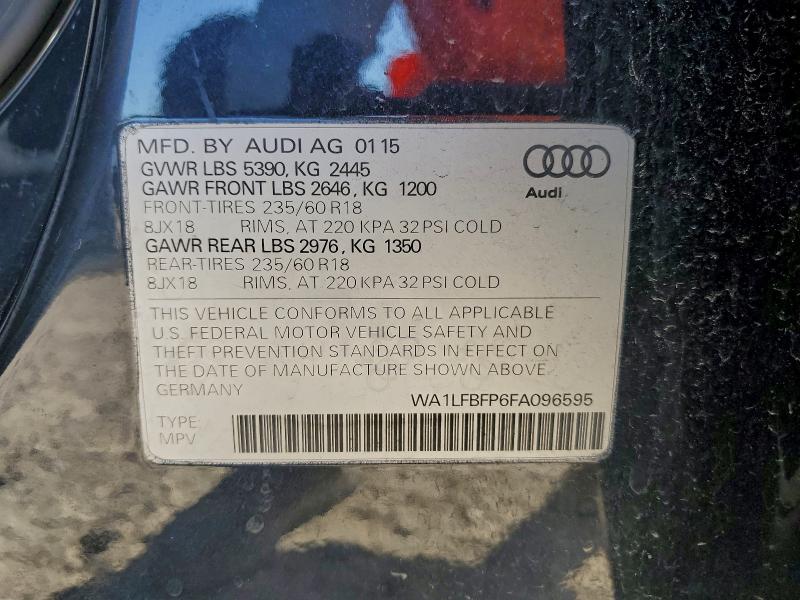 MFD. BY AUDI AG 01 15
GVWR LBS 5390, KG 2445
GAWR FRONT LBS 2646, KG 1200
FRONT-TIRES 235/60 R18
8JX18 RIMS, AT 220 KPA 32 PSI COLD
GAWR REAR LBS 2976, KG 1350
REAR-TIRES 235/60 R18
8JX18 RIMS, AT 220 KPA 32 PSI COLD
Audi
THIS VEHICLE CONFORMS TO ALL APPLICABLE
U.S. FEDERAL MOTOR VEHICLE SAFETY AND
THEFT PREVENTION STANDARDS IN EFFECT ON
THE DATE OF MANUFACTURE SHOWN ABOVE.
GERMANY
WA1LFBFP6FA096595
TYPE:
MPV